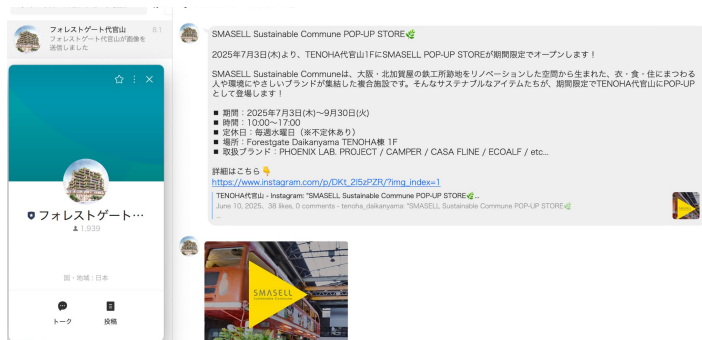 フォレストゲート代官山 8.1
フォレストゲート代官山が画像を
送信しました
フォレストゲート…
1,939
国・地域：日本
トーク 投稿
SMASELL Sustainable Commune POP-UP STORE🌿
2025年7月3日(木)より、TENOHA代官山1FにSMASELL POP-UP STOREが期間限定でオープンします！
SMASELL Sustainable Communeは、大阪・北加賀屋の鉄工所跡地をリノベーションした空間から生まれた、衣・食・住にまつわる
人や環境にやさしいブランドが集結した複合施設です。そんなサステナブルなアイテムたちが、期間限定でTENOHA代官山にPOP-UP
として登場します！
■ 期間：2025年7月3日(木)〜9月30日(火)
■ 時間：10:00〜17:00
■ 定休日：毎週水曜日（※不定休あり）
■ 場所：Forestgate Daikanyama TENOHA棟 1F
■ 取扱ブランド：PHOENIX LAB. PROJECT / CAMPER / CASA FLINE / ECOALF / etc...
詳細はこちら👇
https://www.instagram.com/p/DKt_2I5zPZR/?img_index=1
TENOHA代官山 - Instagram: "SMASELL Sustainable Commune POP-UP STORE🌿...
June 10, 2025、38 likes, 0 comments - tenoha_daikanyama: "SMASELL Sustainable Commune POP-UP STORE🌿
...
SMASELL
Sustainable Commune